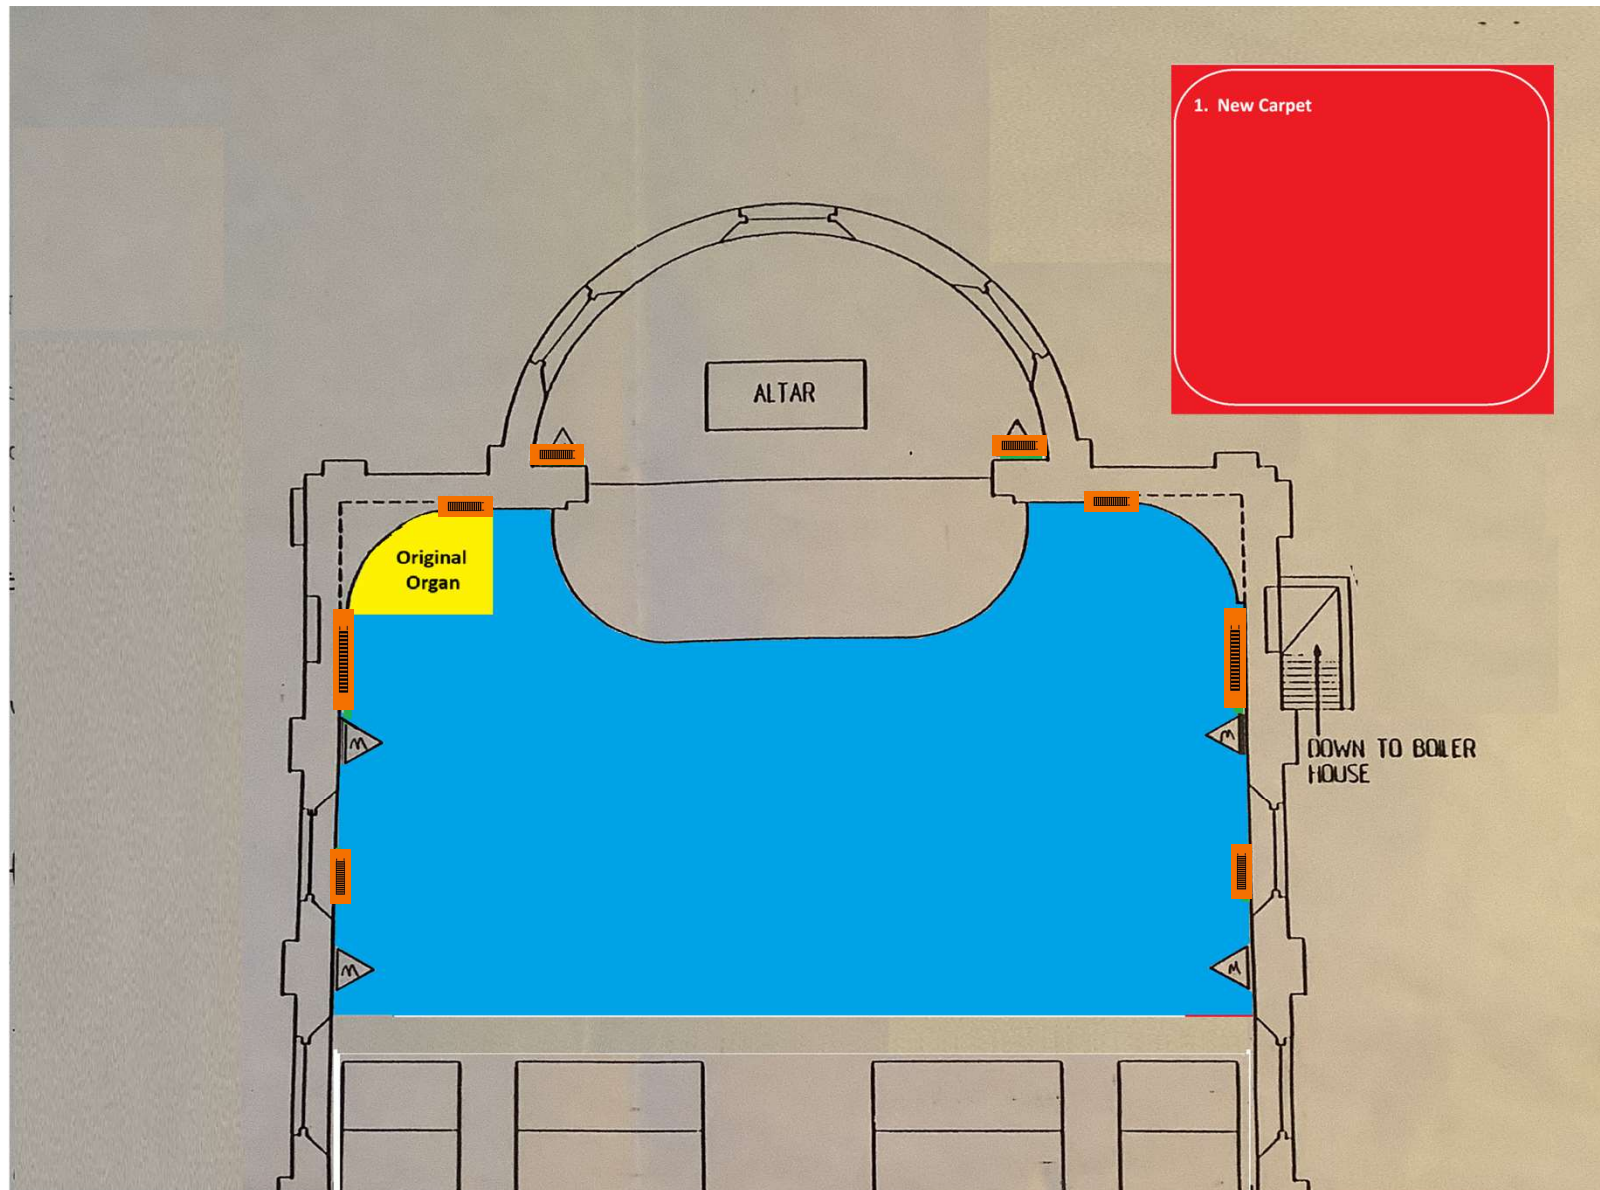 1. New Carpet
ALTAR
Original
Organ
M
M
DOWN TO BOILER
HOUSE
M
M